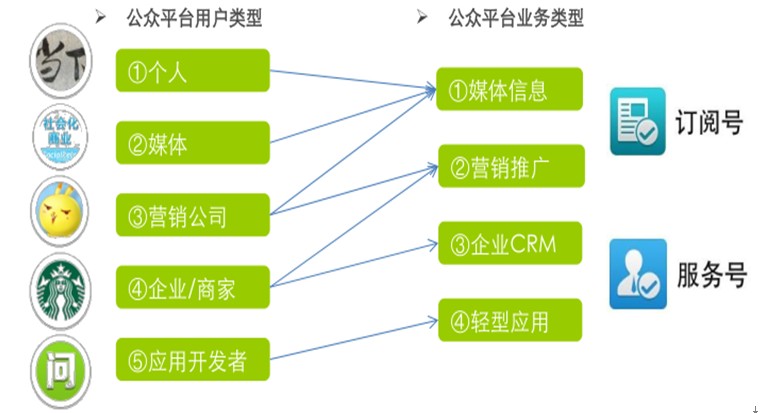 公众平台用户类型
公众平台业务类型
当下
社会化
商业
①个人
②媒体
③营销公司
④企业/商家
⑤应用开发者
问
①媒体信息
②营销推广
③企业CRM
④轻型应用
订阅号
服务号